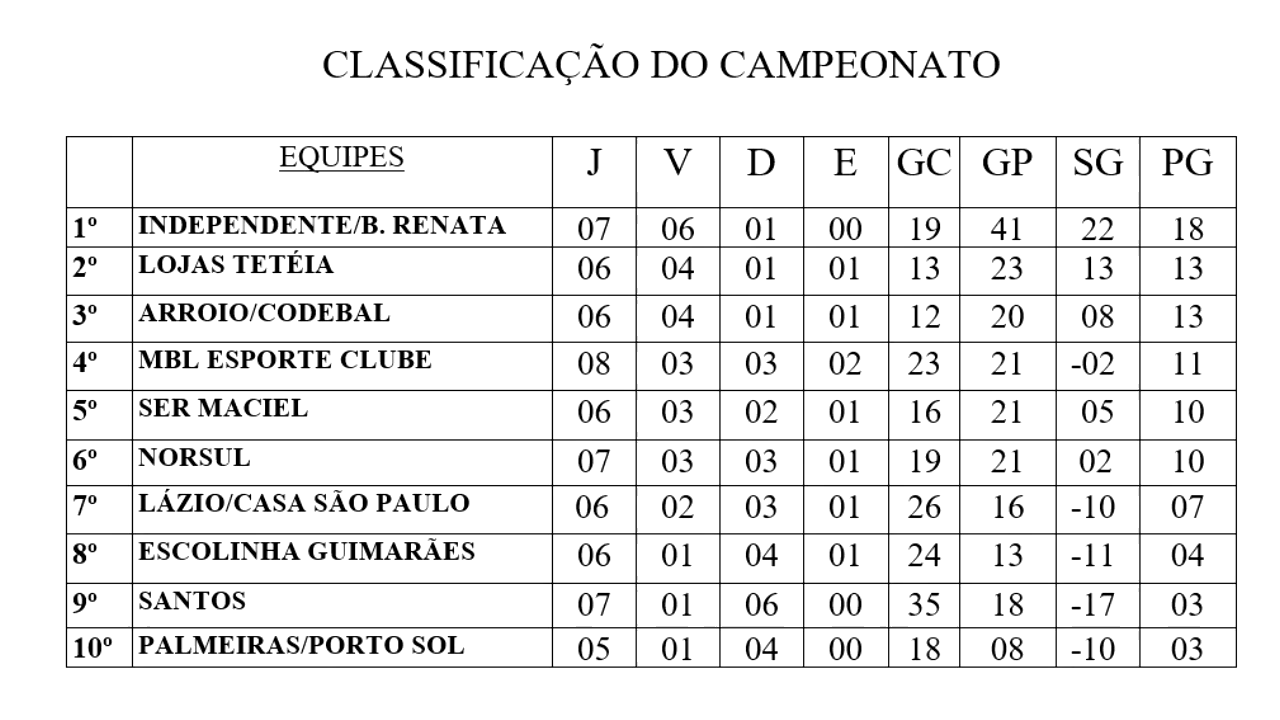 CLASSIFICAÇÃO DO CAMPEONATO
EQUIPES J V D E GC GP SG PG
1º INDEPENDENTE/B. RENATA 07 06 01 00 19 41 22 18
2º LOJAS TETÉIA 06 04 01 01 13 23 13 13
3º ARROIO/CODEBAL 06 04 01 01 12 20 08 13
4º MBL ESPORTE CLUBE 08 03 03 02 23 21 -02 11
5º SER MACIEL 06 03 02 01 16 21 05 10
6º NORSUL 07 03 03 01 19 21 02 10
7º LÁZIO/CASA SÃO PAULO 06 02 03 01 26 16 -10 07
8º ESCOLINHA GUIMARÃES 06 01 04 01 24 13 -11 04
9º SANTOS 07 01 06 00 35 18 -17 03
10º PALMEIRAS/PORTO SOL 05 01 04 00 18 08 -10 03